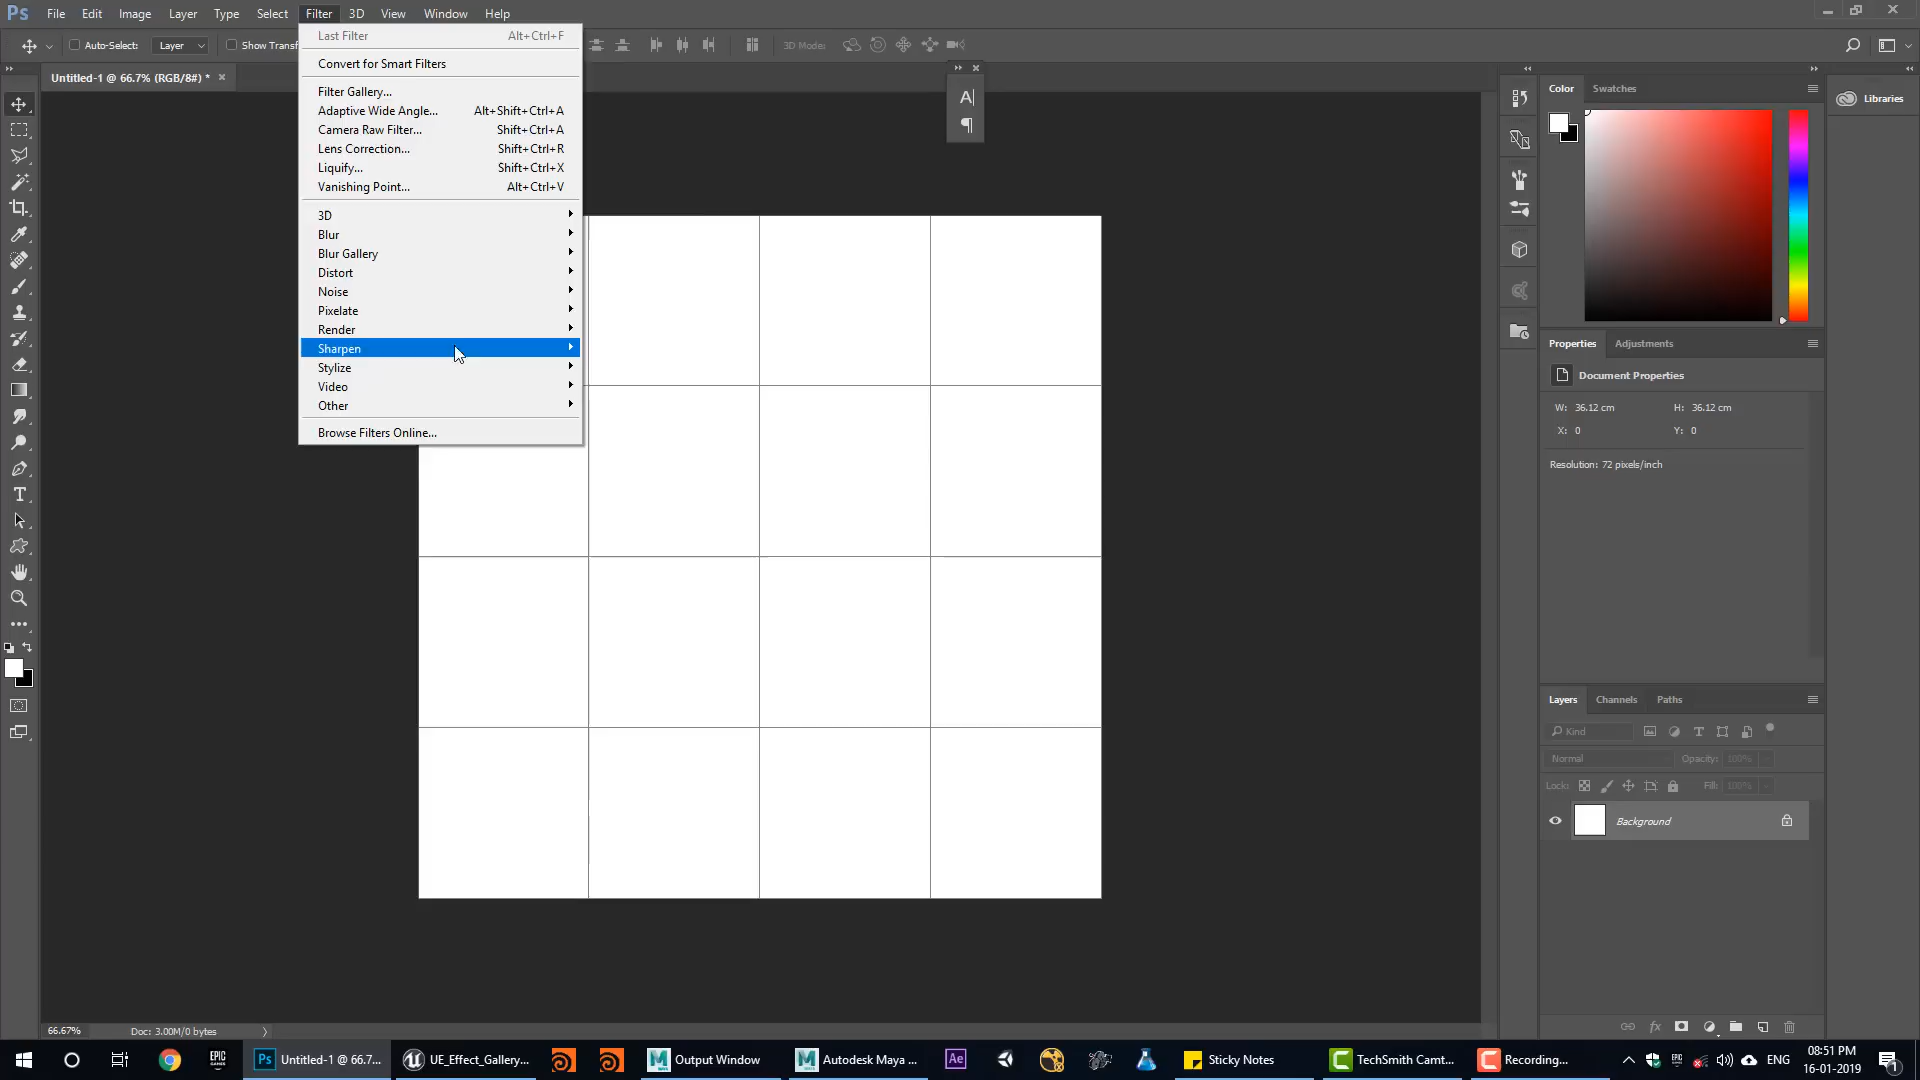 Ps File Edit Image Layer Type Select Filter 3D View Window Help
Auto-Select: Layer Show Transf 3D Mode:
Untitled-1 @ 66.7% (RGB/8#) *
Last Filter Alt+Ctrl+F
Convert for Smart Filters
Filter Gallery...
Adaptive Wide Angle... Alt+Shift+Ctrl+A
Camera Raw Filter... Shift+Ctrl+A
Lens Correction... Shift+Ctrl+R
Liquify... Shift+Ctrl+X
Vanishing Point... Alt+Ctrl+V
3D
Blur
Blur Gallery
Distort
Noise
Pixelate
Render
Sharpen
Stylize
Video
Other
Browse Filters Online...
Color Swatches
Libraries
Properties Adjustments
Document Properties
W: 36.12 cm H: 36.12 cm
X: 0 Y: 0
Resolution: 72 pixels/inch
Layers Channels Paths
Kind
Normal Opacity: 100%
Lock: Fill: 100%
Background
66.67% Doc: 3.00M/0 bytes
Ps Untitled-1 @ 66.7... UE_Effect_Gallery... Output Window Autodesk Maya ... Ae Sticky Notes TechSmith Camt... Recording... ENG
08:51 PM
16-01-2019